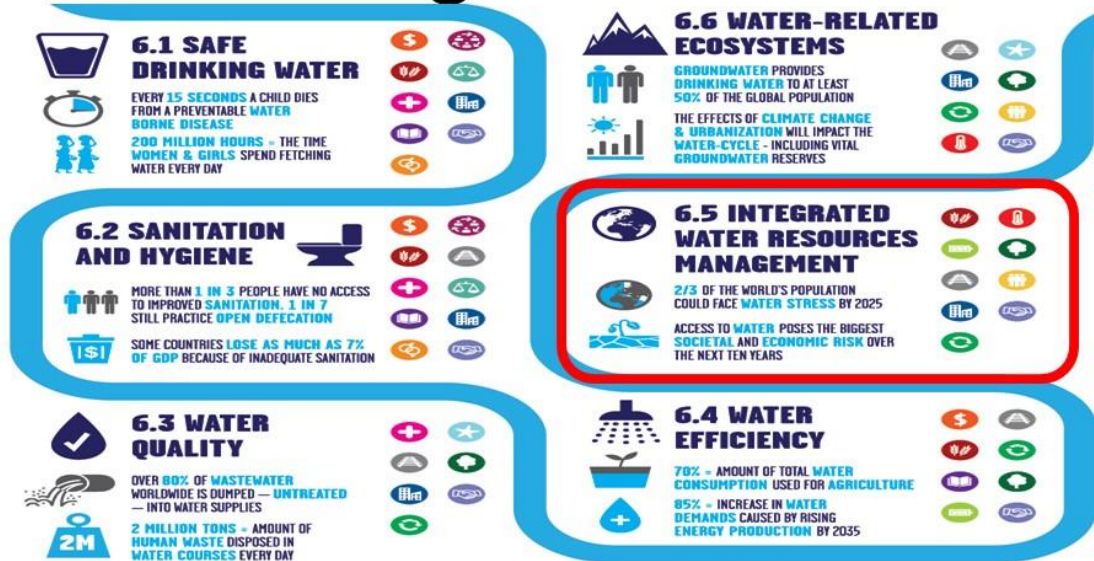 6.1 SAFE
DRINKING WATER
EVERY 15 SECONDS A CHILD DIES
FROM A PREVENTABLE WATER
BORNE DISEASE
200 MILLION HOURS = THE TIME
WOMEN & GIRLS SPEND FETCHING
WATER EVERY DAY
6.2 SANITATION
AND HYGIENE
MORE THAN 1 IN 3 PEOPLE HAVE NO ACCESS
TO IMPROVED SANITATION. 1 IN 7
STILL PRACTICE OPEN DEFECATION
|$|
SOME COUNTRIES LOSE AS MUCH AS 7%
OF GDP BECAUSE OF INADEQUATE SANITATION
6.3 WATER
QUALITY
OVER 80% OF WASTEWATER
WORLDWIDE IS DUMPED — UNTREATED
— INTO WATER SUPPLIES
2M
2 MILLION TONS = AMOUNT OF
HUMAN WASTE DISPOSED IN
WATER COURSES EVERY DAY
6.4 WATER
EFFICIENCY
70% = AMOUNT OF TOTAL WATER
CONSUMPTION USED FOR AGRICULTURE
85% = INCREASE IN WATER
DEMANDS CAUSED BY RISING
ENERGY PRODUCTION BY 2035
6.5 INTEGRATED
WATER RESOURCES
MANAGEMENT
2/3 OF THE WORLD'S POPULATION
COULD FACE WATER STRESS BY 2025
ACCESS TO WATER POSES THE BIGGEST
SOCIETAL AND ECONOMIC RISK OVER
THE NEXT TEN YEARS
6.6 WATER-RELATED
ECOSYSTEMS
GROUNDWATER PROVIDES
DRINKING WATER TO AT LEAST
50% OF THE GLOBAL POPULATION
THE EFFECTS OF CLIMATE CHANGE
& URBANIZATION WILL IMPACT THE
WATER-CYCLE - INCLUDING VITAL
GROUNDWATER RESERVES